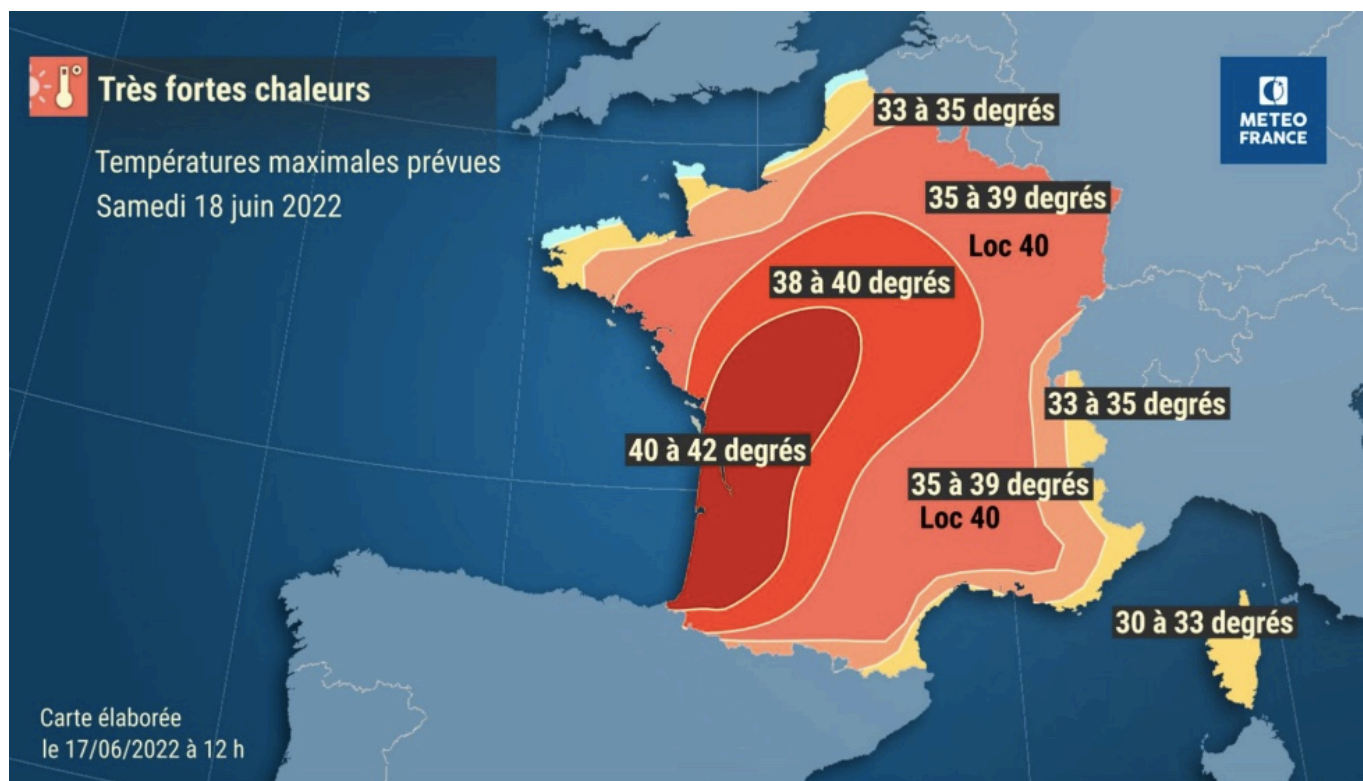 Très fortes chaleurs
Températures maximales prévues
Samedi 18 juin 2022
METEO
FRANCE
33 à 35 degrés
35 à 39 degrés
Loc 40
38 à 40 degrés
33 à 35 degrés
40 à 42 degrés
35 à 39 degrés
Loc 40
30 à 33 degrés
Carte élaborée
le 17/06/2022 à 12 h